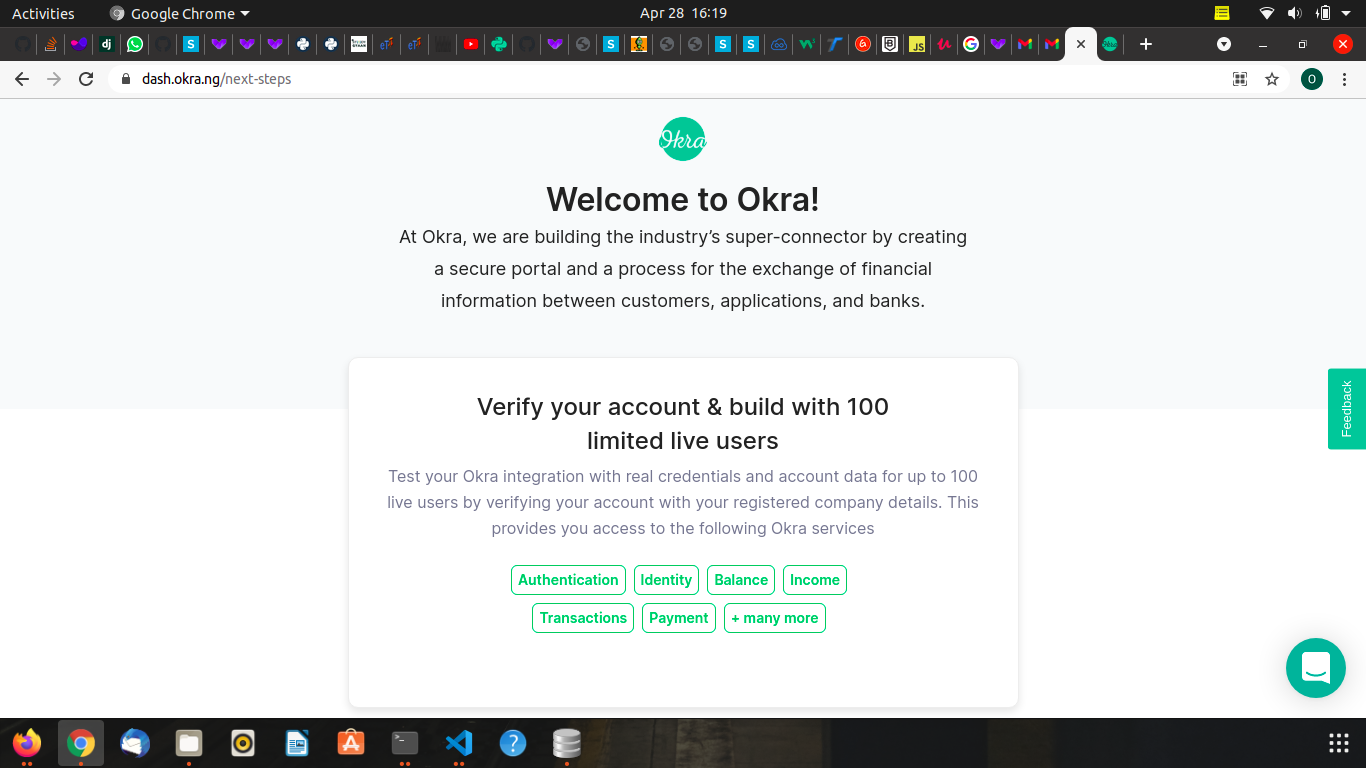 Activities
Google Chrome
Apr 28 16:19
dash.okra.ng/next-steps
O
Okra
Welcome to Okra!
At Okra, we are building the industry’s super-connector by creating
a secure portal and a process for the exchange of financial
information between customers, applications, and banks.
Feedback
Verify your account & build with 100
limited live users
Test your Okra integration with real credentials and account data for up to 100
live users by verifying your account with your registered company details. This
provides you access to the following Okra services
Authentication Identity Balance Income
Transactions Payment + many more